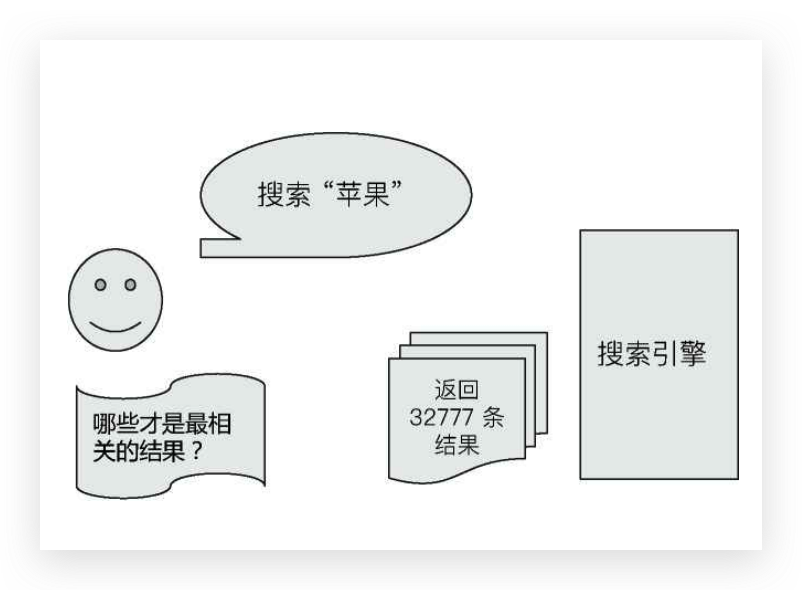 搜索“苹果”
搜索引擎
返回
32777 条
结果
哪些才是最相
关的结果？